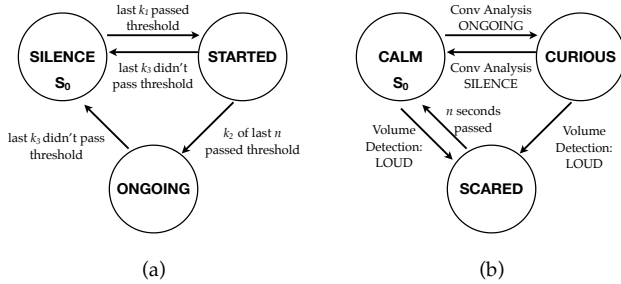 last k₁ passed
threshold
SILENCE
S₀
STARTED
last k₃ didn't
pass threshold
last k₃ didn't pass
threshold
k₂ of last n
passed threshold
ONGOING
(a)
Conv Analysis
ONGOING
CALM
S₀
CURIOUS
Conv Analysis
SILENCE
n seconds
passed
Volume
Detection:
LOUD
Volume
Detection:
LOUD
SCARED
(b)